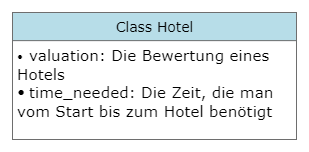 Class Hotel
• valuation: Die Bewertung eines
Hotels
• time_needed: Die Zeit, die man
vom Start bis zum Hotel benötigt